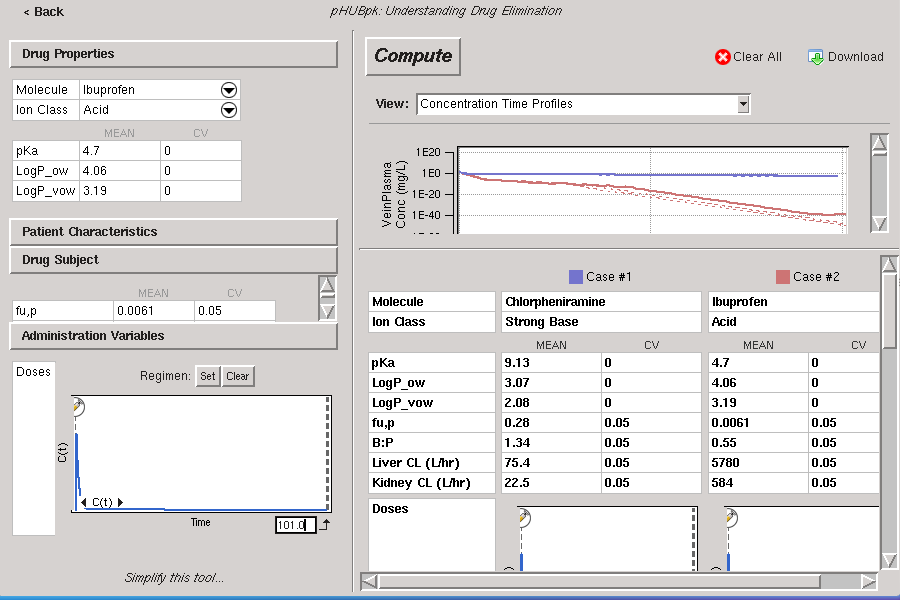 < Back
pHUBpk: Understanding Drug Elimination
Drug Properties
Molecule Ibuprofen
Ion Class Acid
MEAN CV
pKa 4.7 0
LogP_ow 4.06 0
LogP_vow 3.19 0
Patient Characteristics
Drug Subject
MEAN CV
fu,p 0.0061 0.05
Administration Variables
Doses
Regimen: Set Clear
C(t)
C(t)
Time
101.0
Simplify this tool...
Compute
Clear All
Download
View: Concentration Time Profiles
VeinPlasma
Conc (mg/L)
1E20
1E0
1E-20
1E-40
Case #1 Case #2
Molecule Chlorpheniramine Ibuprofen
Ion Class Strong Base Acid
MEAN CV MEAN CV
pKa 9.13 0 4.7 0
LogP_ow 3.07 0 4.06 0
LogP_vow 2.08 0 3.19 0
fu,p 0.28 0.05 0.0061 0.05
B:P 1.34 0.05 0.55 0.05
Liver CL (L/hr) 75.4 0.05 5780 0.05
Kidney CL (L/hr) 22.5 0.05 584 0.05
Doses